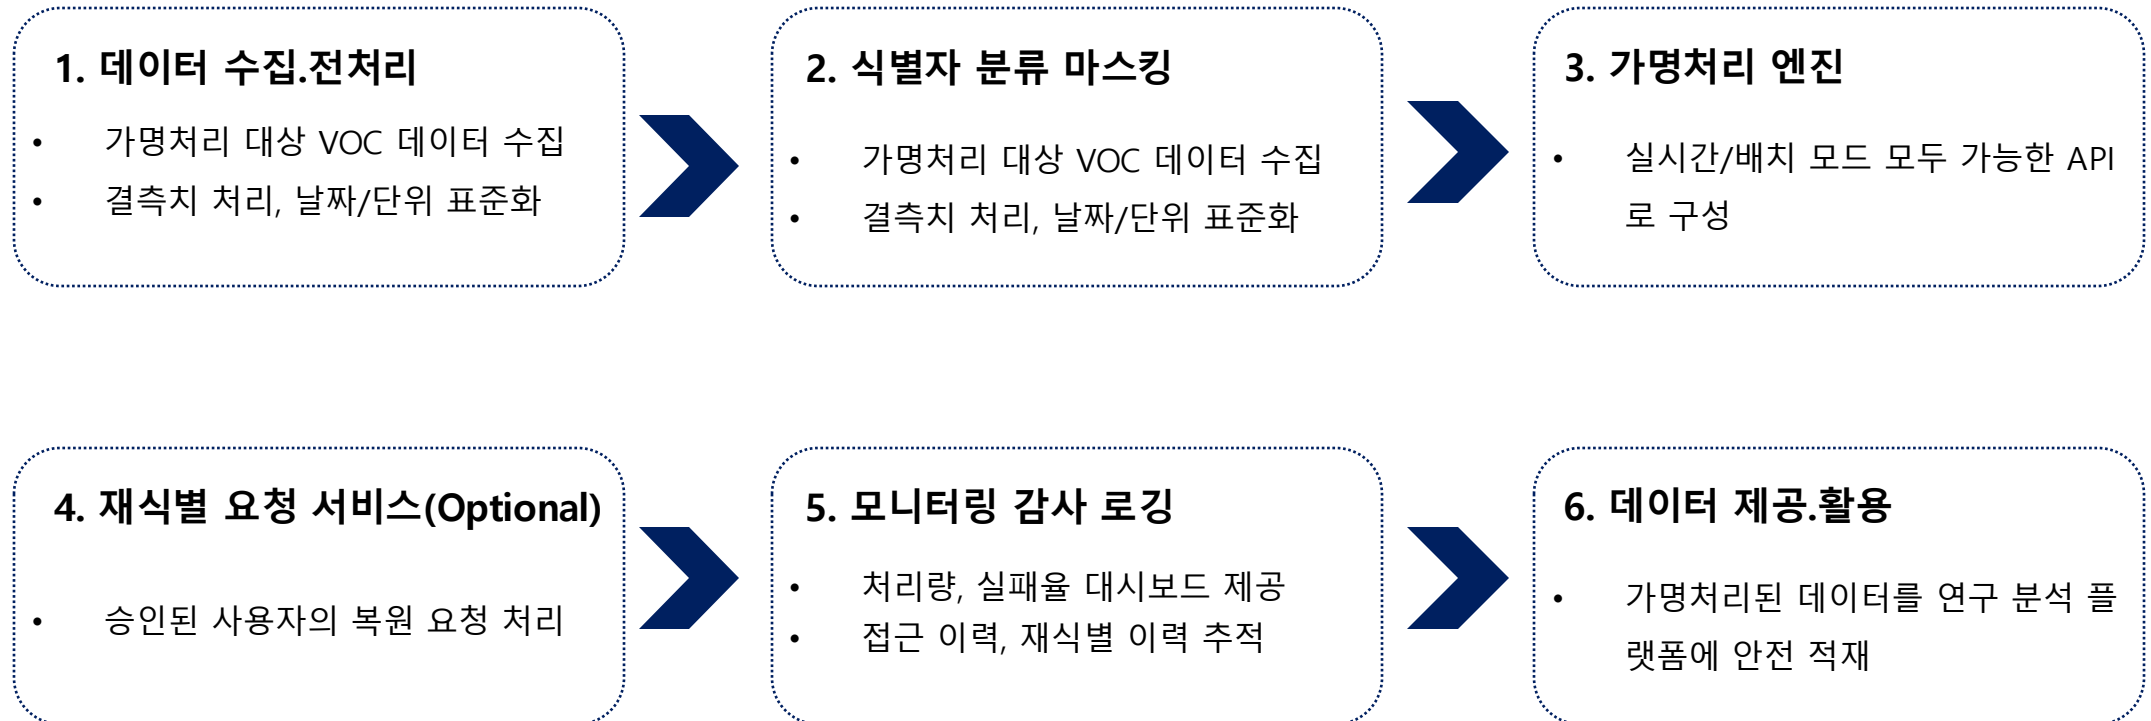 1. 데이터 수집.전처리
• 가명처리 대상 VOC 데이터 수집
• 결측치 처리, 날짜/단위 표준화
2. 식별자 분류 마스킹
• 가명처리 대상 VOC 데이터 수집
• 결측치 처리, 날짜/단위 표준화
3. 가명처리 엔진
• 실시간/배치 모드 모두 가능한 API
로 구성
4. 재식별 요청 서비스(Optional)
• 승인된 사용자의 복원 요청 처리
5. 모니터링 감사 로깅
• 처리량, 실패율 대시보드 제공
• 접근 이력, 재식별 이력 추적
6. 데이터 제공.활용
• 가명처리된 데이터를 연구 분석 플
랫폼에 안전 적재